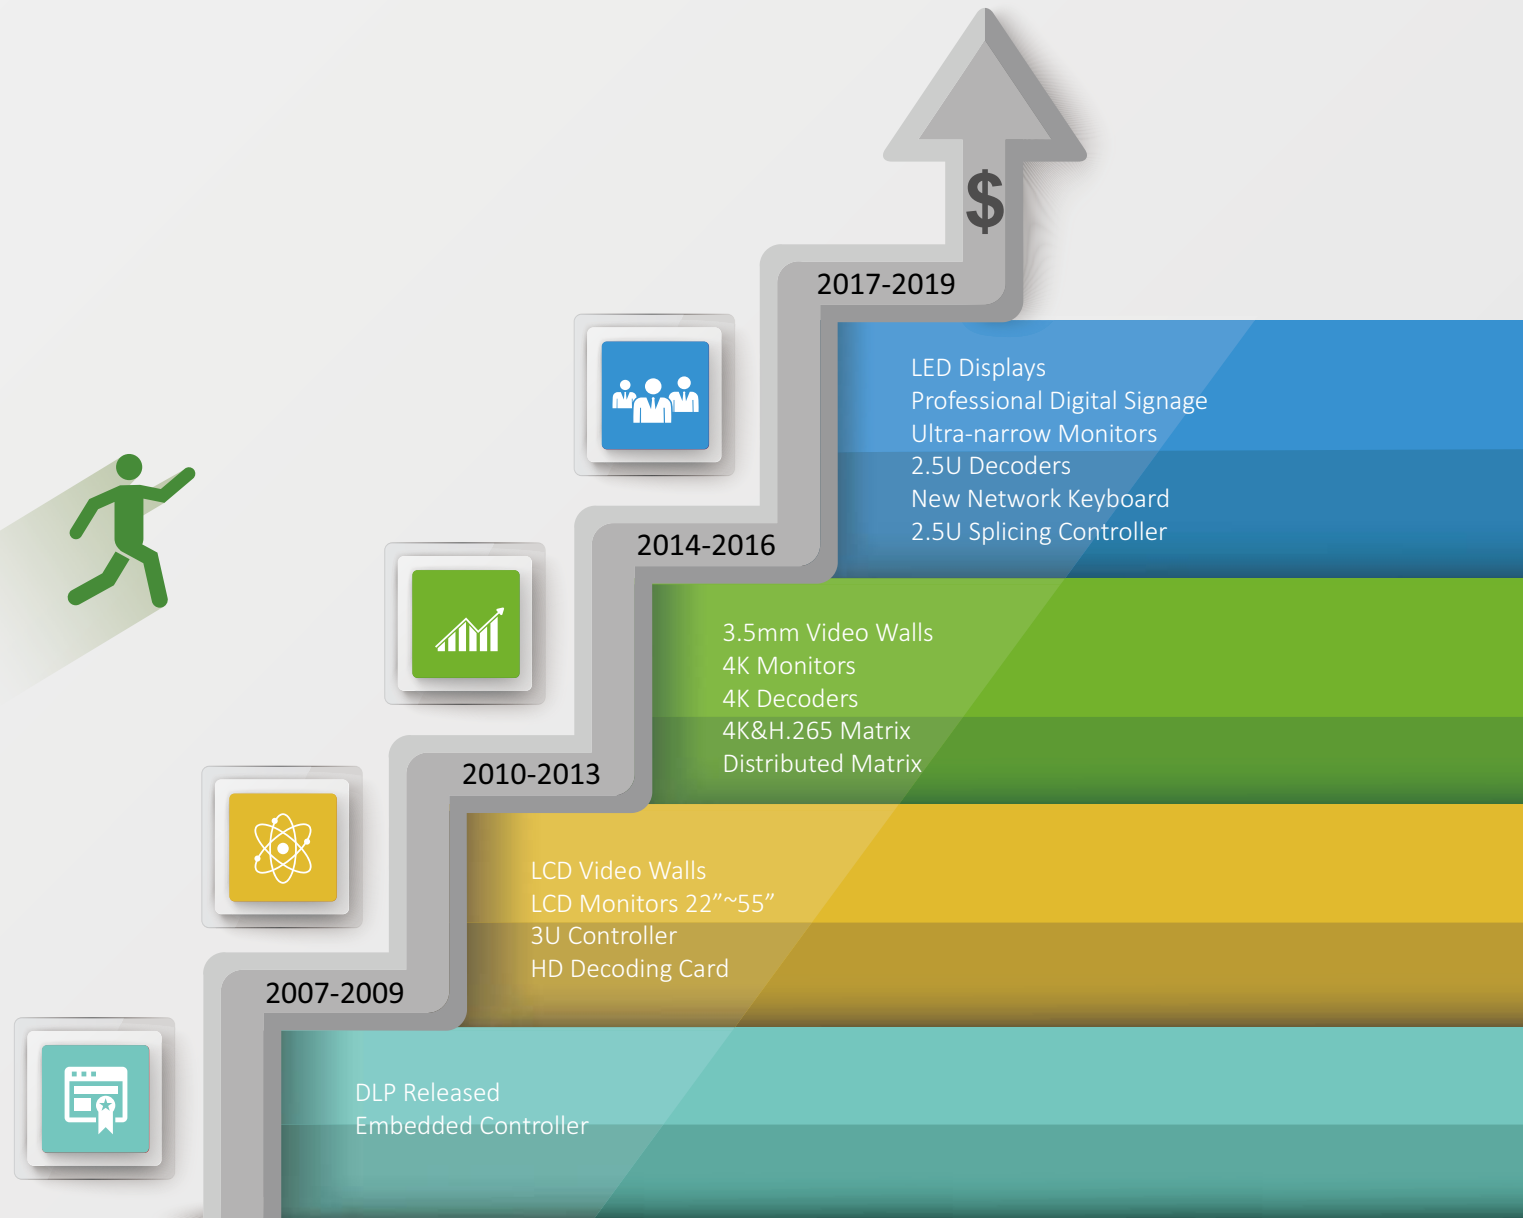 $
2017-2019
LED Displays
Professional Digital Signage
Ultra-narrow Monitors
2.5U Decoders
New Network Keyboard
2.5U Splicing Controller
2014-2016
3.5mm Video Walls
4K Monitors
4K Decoders
4K&H.265 Matrix
Distributed Matrix
2010-2013
LCD Video Walls
LCD Monitors 22”~55”
3U Controller
HD Decoding Card
2007-2009
DLP Released
Embedded Controller